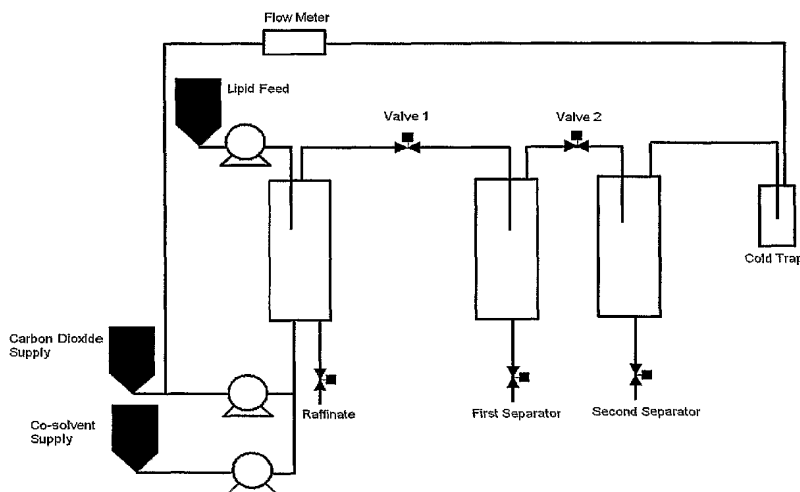 Flow Meter
Lipid Feed
Valve 1
Valve 2
Cold Trap
Carbon Dioxide
Supply
Raffinate
First Separator
Second Separator
Co-solvent
Supply